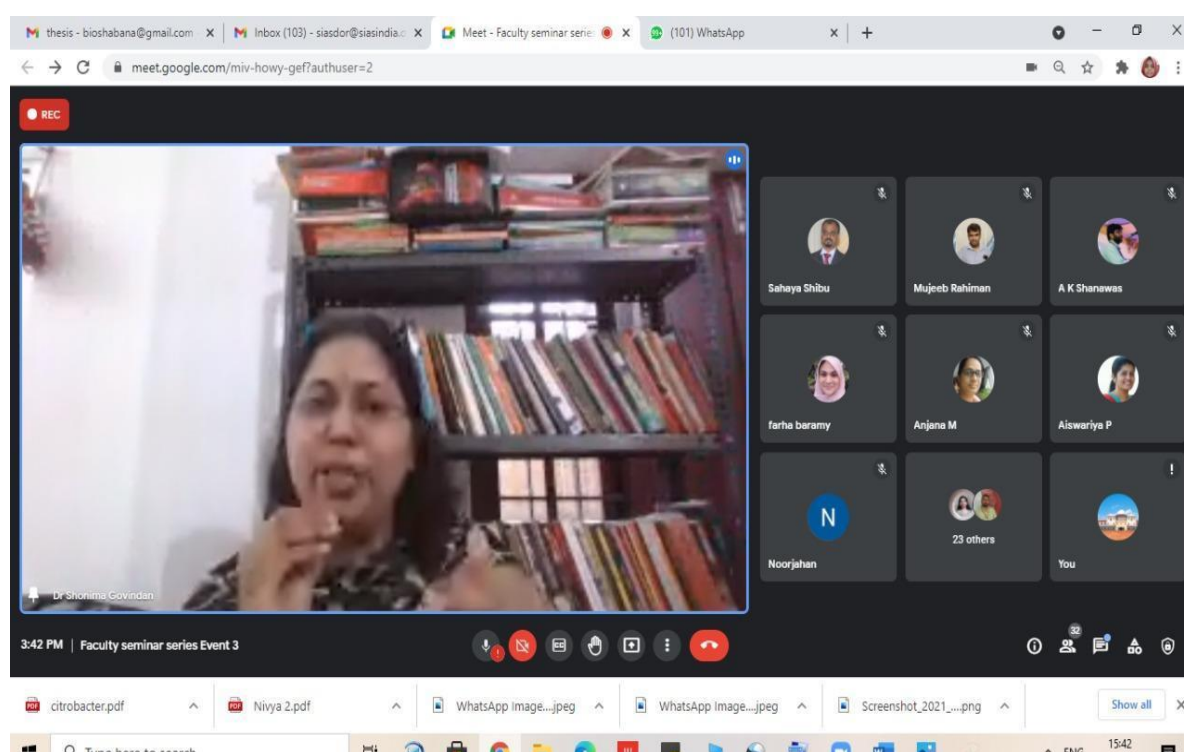 thesis - bioshabana@gmail.com
Inbox (103) - siasdor@siasindia.c
Meet - Faculty seminar serie
(101) WhatsApp
meet.google.com/miv-howy-gef?authuser=2
REC
Sahaya Shibu
Mujeeb Rahiman
A K Shanawas
farha baramy
Anjana M
Aiswariya P
N
Noorjahan
23 others
You
Dr Shonima Govindan
3:42 PM | Faculty seminar series Event 3
32
citrobacter.pdf
Nivya 2.pdf
WhatsApp Image....jpeg
WhatsApp Image....jpeg
Screenshot_2021_....png
Show all
Type here to search
ENG
15:42